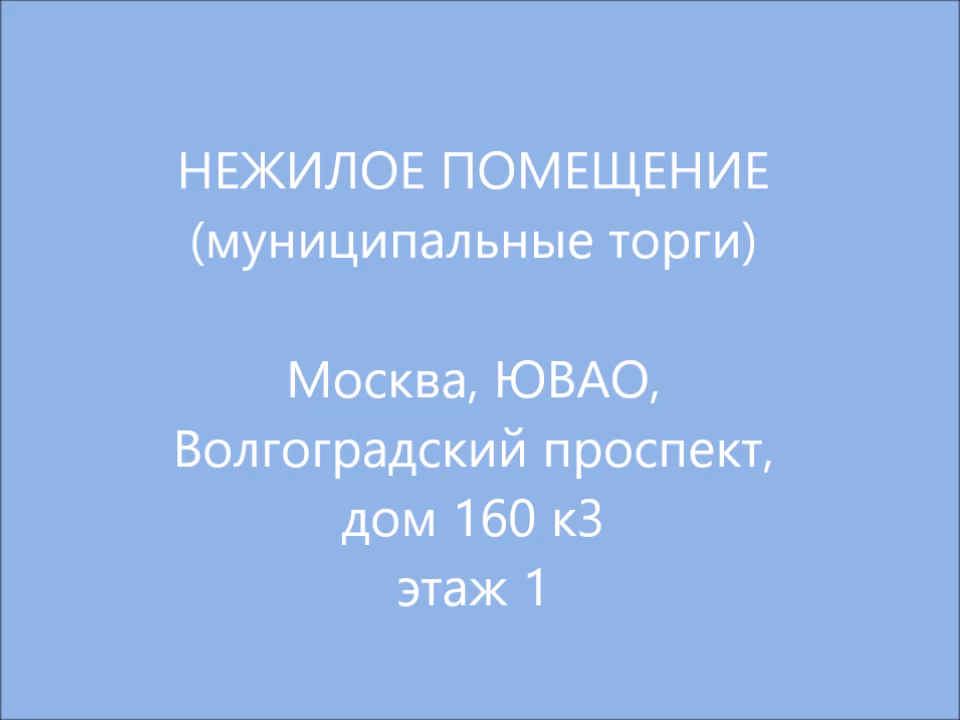 НЕЖИЛОЕ ПОМЕЩЕНИЕ
(муниципальные торги)
Москва, ЮВАО,
Волгоградский проспект,
дом 160 к3
этаж 1